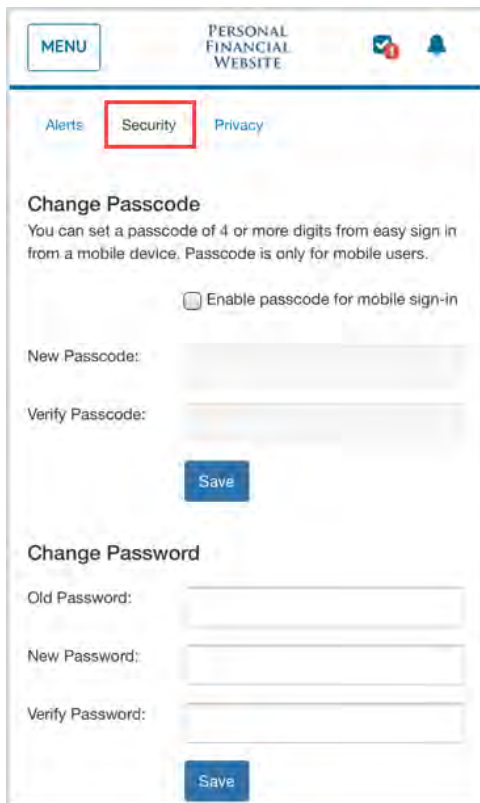 MENU
PERSONAL
FINANCIAL
WEBSITE
Alerts Security Privacy
Change Passcode
You can set a passcode of 4 or more digits from easy sign in
from a mobile device. Passcode is only for mobile users.
Enable passcode for mobile sign-in
New Passcode:
Verify Passcode:
Save
Change Password
Old Password:
New Password:
Verify Password:
Save